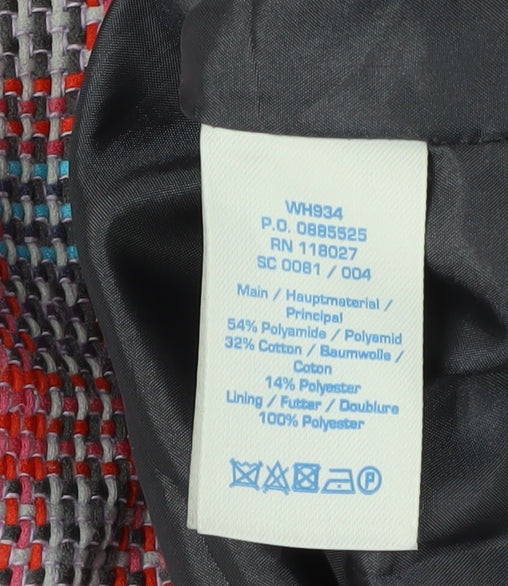 WH934
P.O. 0885525
RN 118027
SC 0081 / 004
Main / Hauptmaterial /
Principal
54% Polyamide / Polyamid
32% Cotton / Baumwolle /
Coton
14% Polyester
Lining / Futter / Doublure
100% Polyester
P